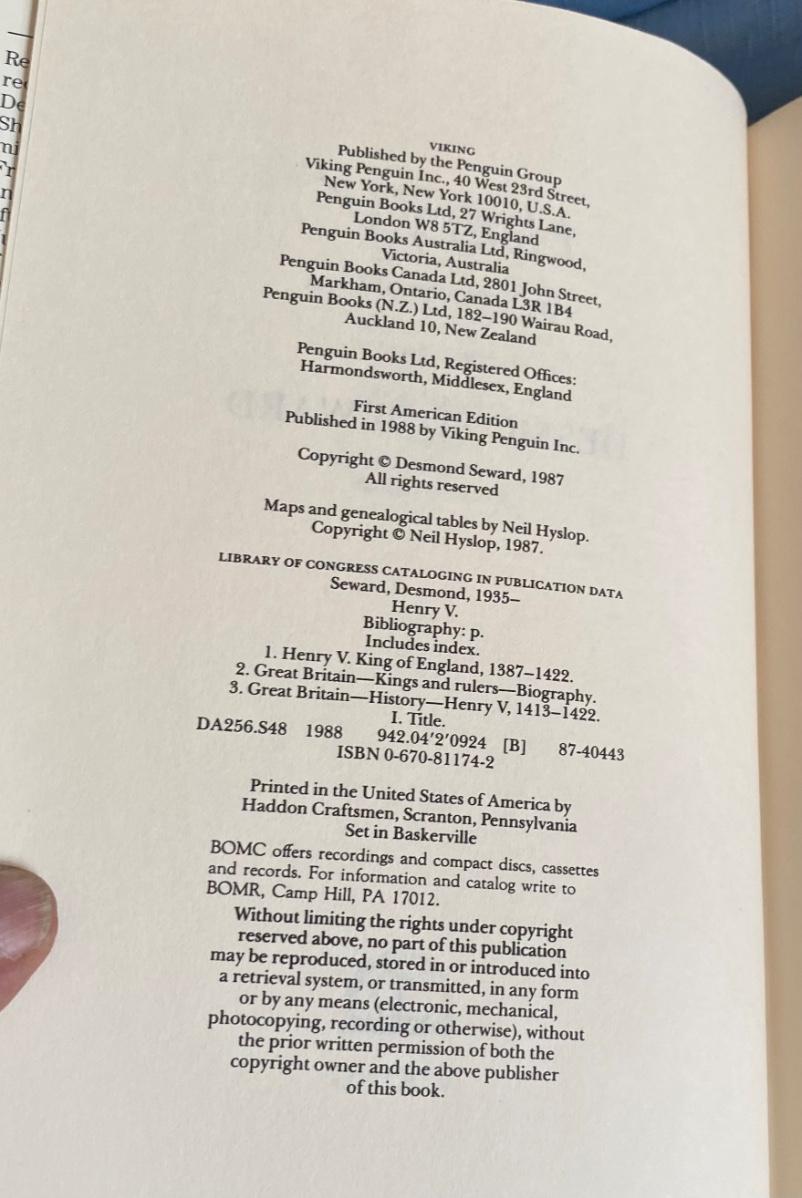 VIKING
Published by the Penguin Group
Viking Penguin Inc., 40 West 23rd Street,
New York, New York 10010, U.S.A.
Penguin Books Ltd, 27 Wrights Lane,
London W8 5TZ, England
Penguin Books Australia Ltd, Ringwood,
Victoria, Australia
Penguin Books Canada Ltd, 2801 John Street,
Markham, Ontario, Canada L3R 1B4
Penguin Books (N.Z.) Ltd, 182–190 Wairau Road,
Auckland 10, New Zealand
Penguin Books Ltd, Registered Offices:
Harmondsworth, Middlesex, England
First American Edition
Published in 1988 by Viking Penguin Inc.
Copyright © Desmond Seward, 1987
All rights reserved
Maps and genealogical tables by Neil Hyslop.
Copyright © Neil Hyslop, 1987.
LIBRARY OF CONGRESS CATALOGING IN PUBLICATION DATA
Seward, Desmond, 1935–
Henry V.
Bibliography: p.
Includes index.
1. Henry V. King of England, 1387–1422.
2. Great Britain—Kings and rulers—Biography.
3. Great Britain—History—Henry V, 1413–1422.
I. Title.
DA256.S48 1988 942.04′2′0924 [B] 87-40443
ISBN 0-670-81174-2
Printed in the United States of America by
Haddon Craftsmen, Scranton, Pennsylvania
Set in Baskerville
BOMC offers recordings and compact discs, cassettes
and records. For information and catalog write to
BOMR, Camp Hill, PA 17012.
Without limiting the rights under copyright
reserved above, no part of this publication
may be reproduced, stored in or introduced into
a retrieval system, or transmitted, in any form
or by any means (electronic, mechanical,
photocopying, recording or otherwise), without
the prior written permission of both the
copyright owner and the above publisher
of this book.